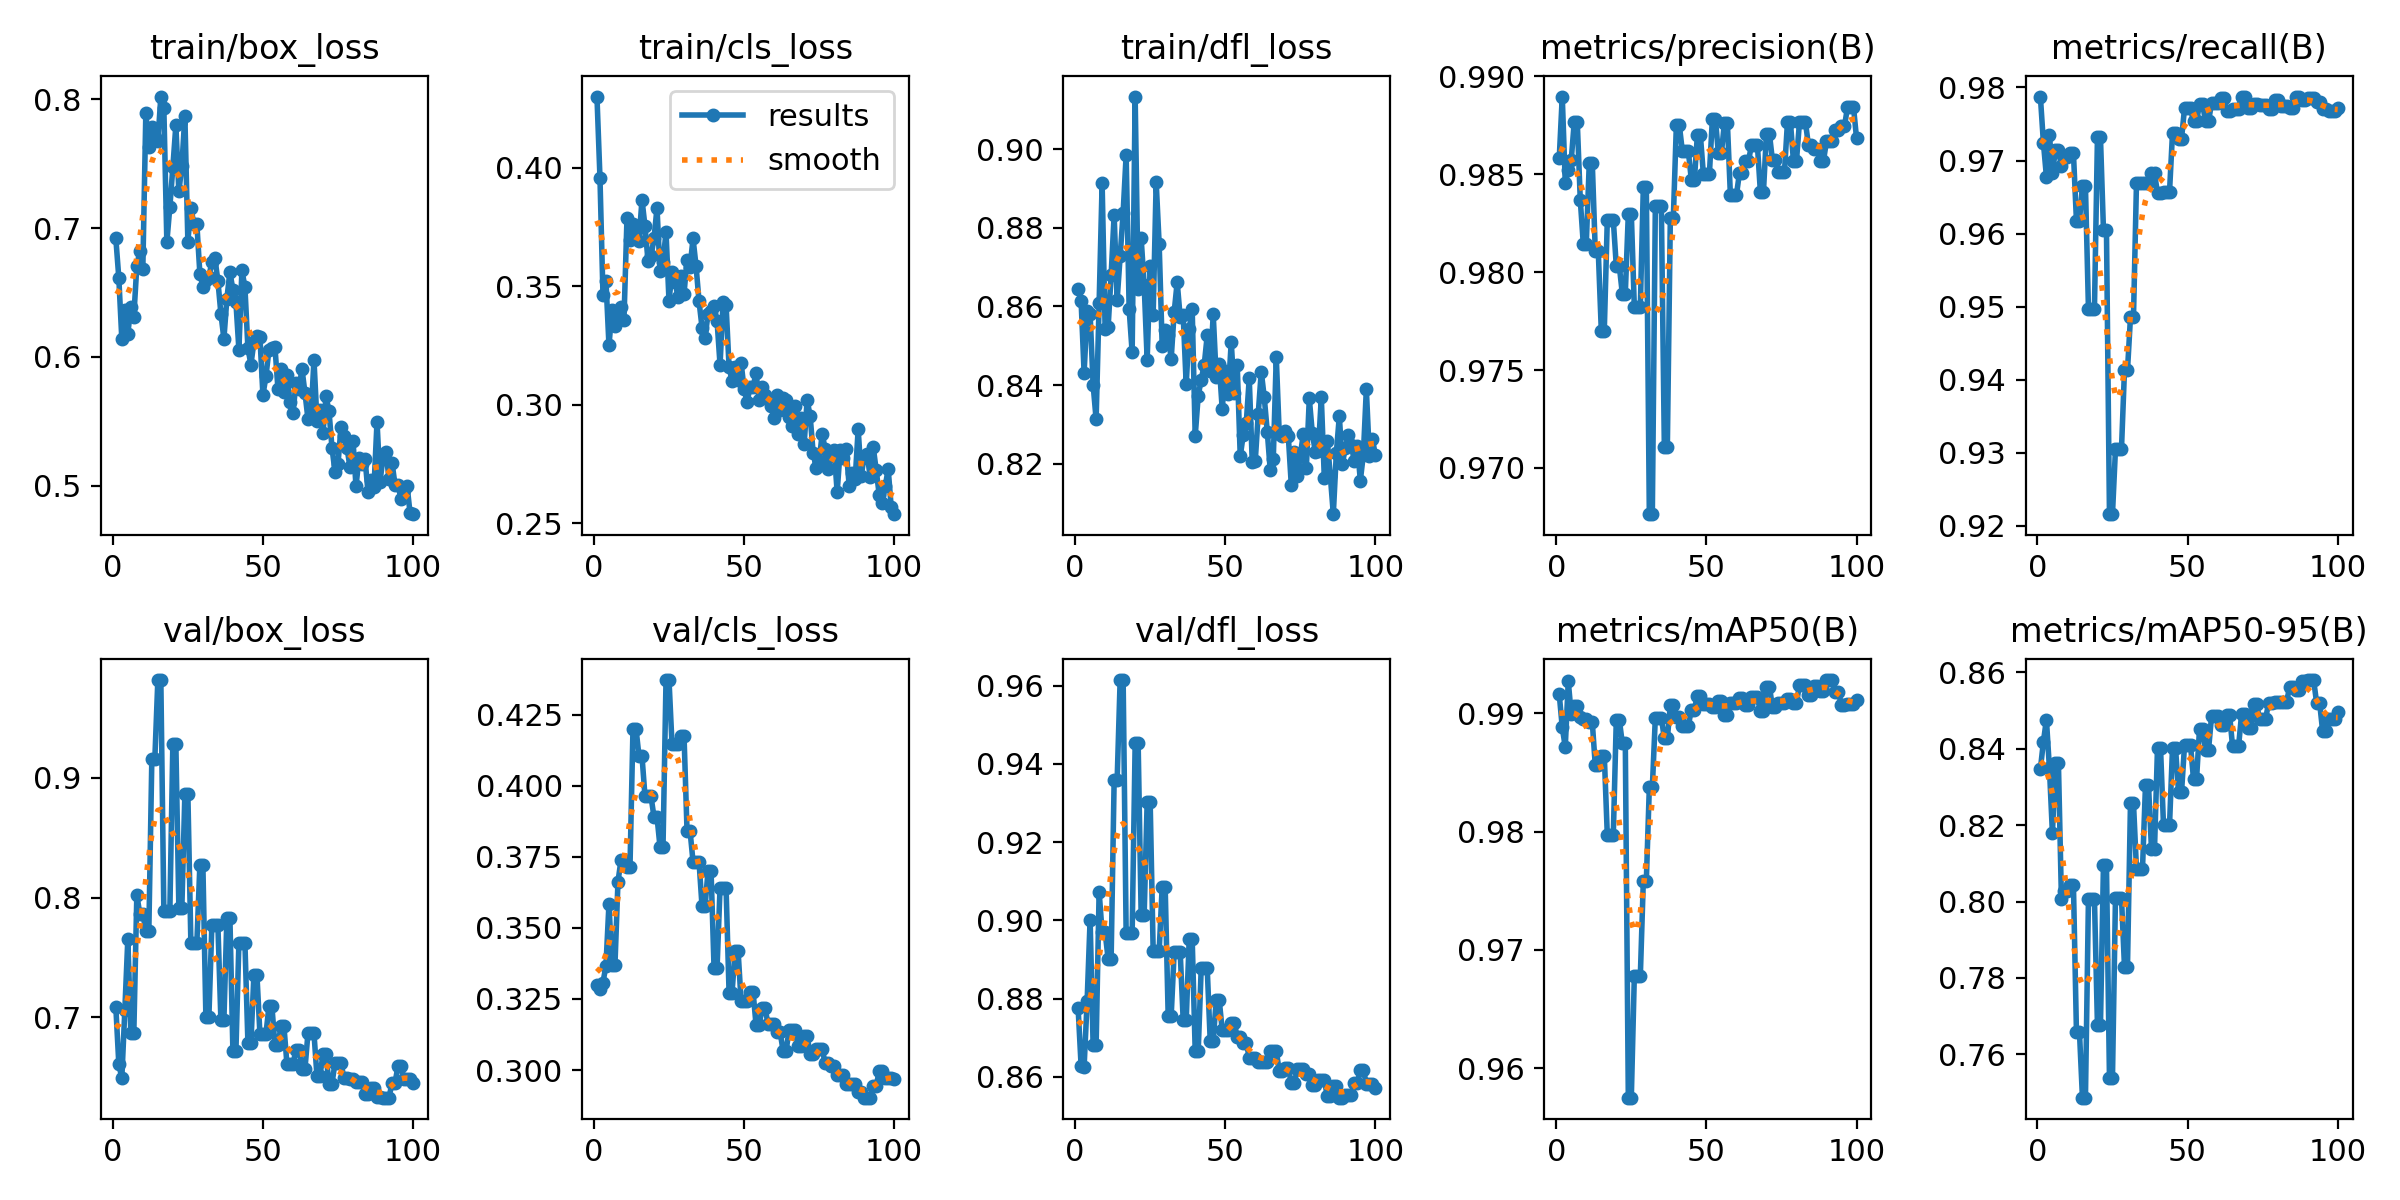 train/box_loss
train/cls_loss
train/dfl_loss
metrics/precision(B)
metrics/recall(B)
0.8
0.7
0.6
0.5
0 50 100
results
smooth
0.40
0.35
0.30
0.25
0 50 100
0.90
0.88
0.86
0.84
0.82
0 50 100
0.990
0.985
0.980
0.975
0.970
0 50 100
0.98
0.97
0.96
0.95
0.94
0.93
0.92
0 50 100
val/box_loss
val/cls_loss
val/dfl_loss
metrics/mAP50(B)
metrics/mAP50-95(B)
0.9
0.8
0.7
0 50 100
0.425
0.400
0.375
0.350
0.325
0.300
0 50 100
0.96
0.94
0.92
0.90
0.88
0.86
0 50 100
0.99
0.98
0.97
0.96
0 50 100
0.86
0.84
0.82
0.80
0.78
0.76
0 50 100